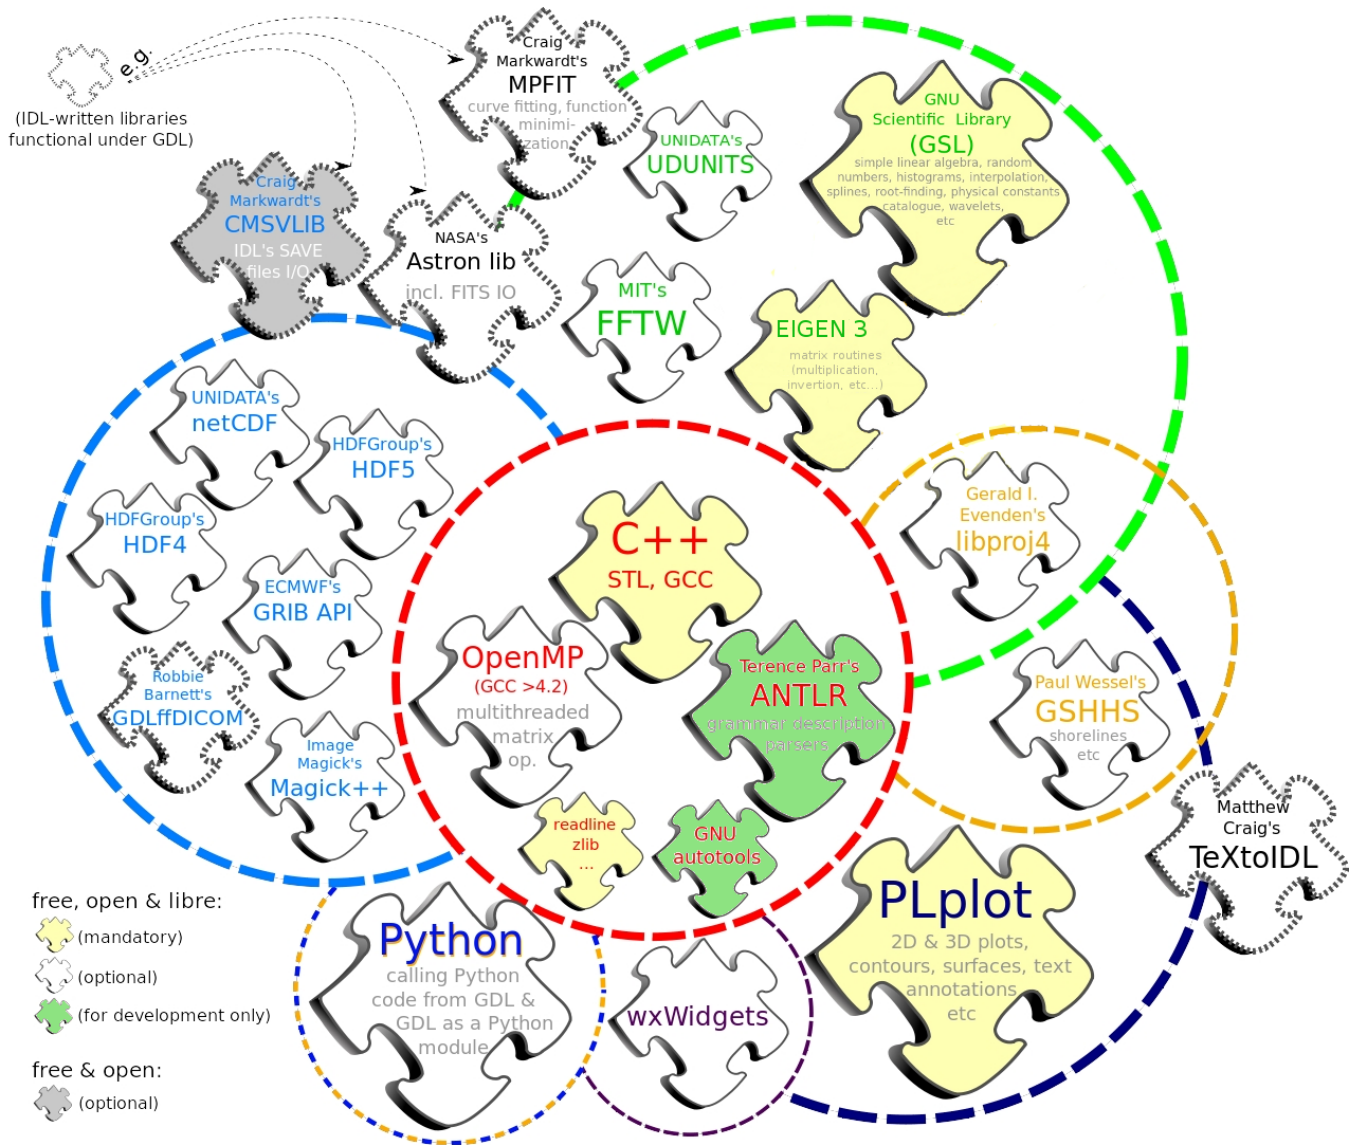 e.g.
(IDL-written libraries
functional under GDL)
Craig
Markwardt's
MPFIT
curve fitting, function
minimi-
zation
UNIDATA's
UDUNITS
GNU
Scientific Library
(GSL)
simple linear algebra, random
numbers, histograms, interpolation,
splines, root-finding, physical constants
catalogue, wavelets,
etc
Craig
Markwardt's
CMSVLIB
IDL's SAVE
files I/O
NASA's
Astron lib
incl. FITS IO
MIT's
FFTW
EIGEN 3
matrix routines
(multiplication,
invertion, etc...)
UNIDATA's
netCDF
HDFGroup's
HDF5
HDFGroup's
HDF4
ECMWF's
GRIB API
Robbie
Barnett's
GDLffDICOM
Image
Magick's
Magick++
C++
STL, GCC
OpenMP
(GCC >4.2)
multithreaded
matrix
op.
Terence Parr's
ANTLR
grammar description
parsers
readline
zlib
...
GNU
autotools
Gerald I.
Evenden's
libproj4
Paul Wessel's
GSHHS
shorelines
etc
Matthew
Craig's
TeXtoIDL
PLplot
2D & 3D plots,
contours, surfaces, text
annotations
etc
Python
calling Python
code from GDL &
GDL as a Python
module
wxWidgets
free, open & libre:
(mandatory)
(optional)
(for development only)
free & open:
(optional)